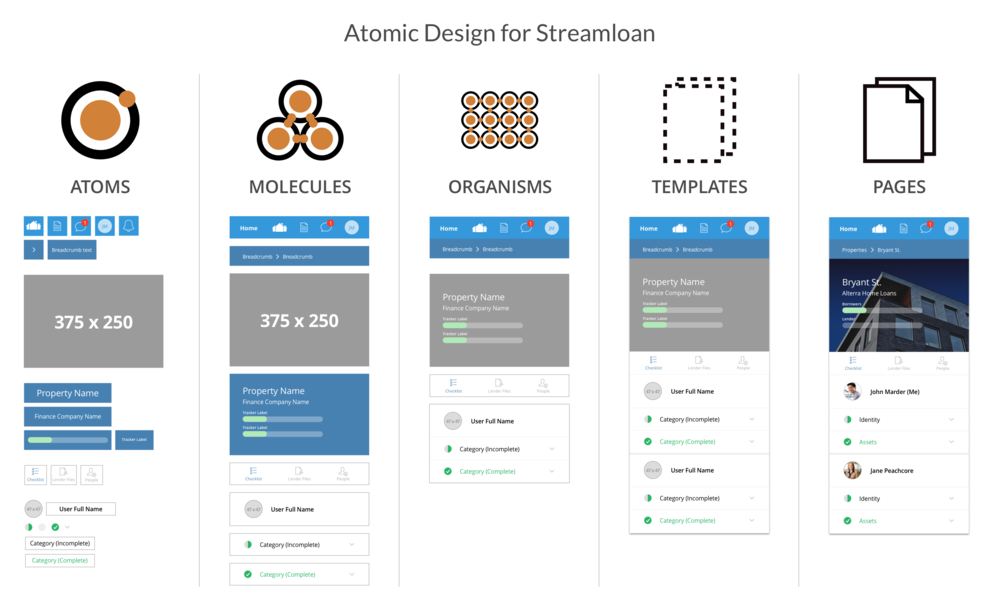 Atomic Design for Streamloan
ATOMS
1
JM
Breadcrumb text
375 x 250
Property Name
Finance Company Name
Tracker Label
Checklist
Lender Files
People
47 x 47
User Full Name
Category (Incomplete)
Category (Complete)
MOLECULES
Home
1
JM
Breadcrumb
Breadcrumb
375 x 250
Property Name
Finance Company Name
Tracker Label
Tracker Label
Checklist
Lender Files
People
47 x 47
User Full Name
Category (Incomplete)
Category (Complete)
ORGANISMS
Home
1
JM
Breadcrumb
Breadcrumb
Property Name
Finance Company Name
Tracker Label
Tracker Label
Checklist
Lender Files
People
47 x 47
User Full Name
Category (Incomplete)
Category (Complete)
TEMPLATES
Home
1
JM
Breadcrumb
Breadcrumb
Property Name
Finance Company Name
Tracker Label
Tracker Label
Checklist
Lender Files
People
47 x 47
User Full Name
Category (Incomplete)
Category (Complete)
47 x 47
User Full Name
Category (Incomplete)
Category (Complete)
PAGES
Home
1
JM
Properties
Bryant St.
Bryant St.
Alterra Home Loans
Borrowers
Lender
Checklist
Lender Files
People
John Marder (Me)
Identity
Assets
Jane Peachcore
Identity
Assets